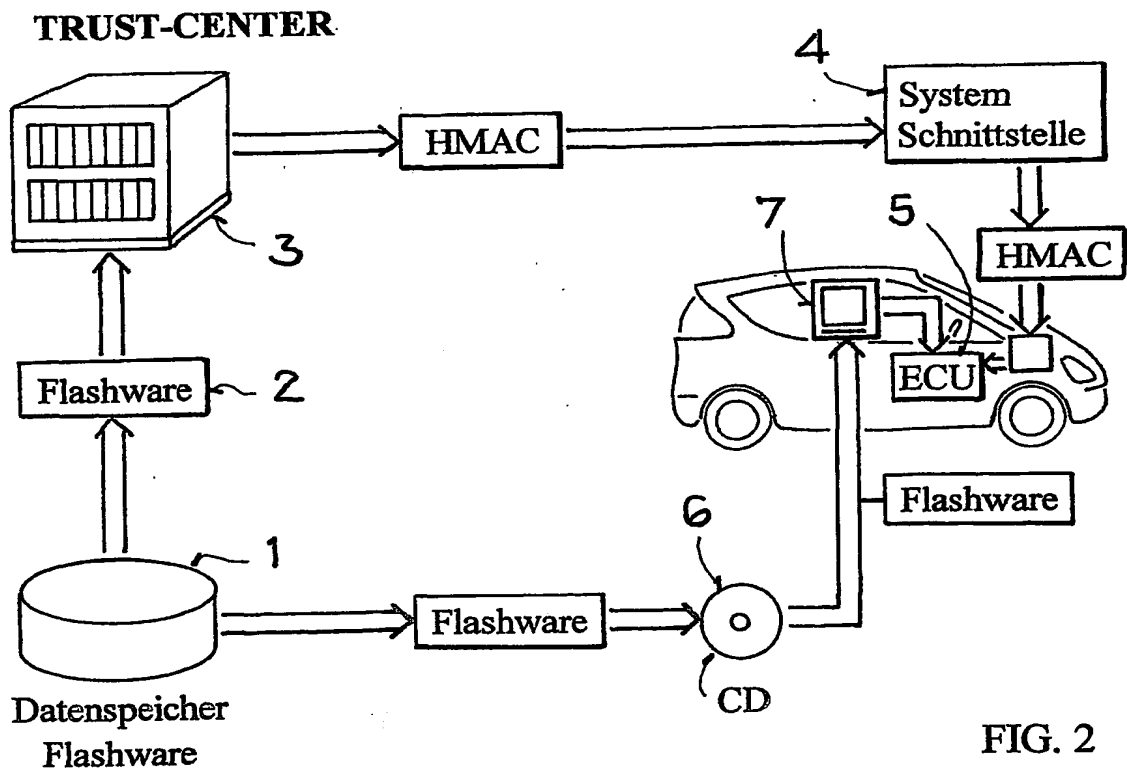 TRUST-CENTER
4
System
Schnittstelle
HMAC
3
7
5
HMAC
Flashware
2
ECU
Flashware
1
6
Flashware
CD
Datenspeicher
Flashware
FIG. 2